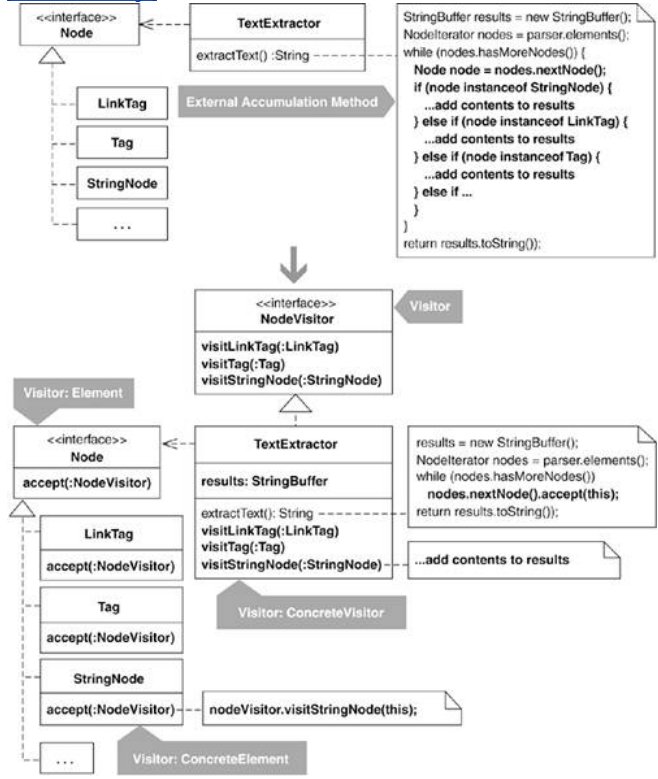 <<interface>>
Node
TextExtractor
extractText() :String
LinkTag
Tag
StringNode
...
External Accumulation Method
StringBuffer results = new StringBuffer();
NodeIterator nodes = parser.elements();
while (nodes.hasMoreNodes()) {
Node node = nodes.nextNode();
if (node instanceof StringNode) {
...add contents to results
} else if (node instanceof LinkTag) {
...add contents to results
} else if (node instanceof Tag) {
...add contents to results
} else if ...
}
}
return results.toString());
<<interface>>
NodeVisitor
visitLinkTag(:LinkTag)
visitTag(:Tag)
visitStringNode(:StringNode)
Visitor
Visitor: Element
<<interface>>
Node
accept(:NodeVisitor)
TextExtractor
results: StringBuffer
extractText(): String
visitLinkTag(:LinkTag)
visitTag(:Tag)
visitStringNode(:StringNode)
results = new StringBuffer();
NodeIterator nodes = parser.elements();
while (nodes.hasMoreNodes())
nodes.nextNode().accept(this);
return results.toString());
...add contents to results
Visitor: ConcreteVisitor
LinkTag
accept(:NodeVisitor)
Tag
accept(:NodeVisitor)
StringNode
accept(:NodeVisitor)
nodeVisitor.visitStringNode(this);
...
Visitor: ConcreteElement